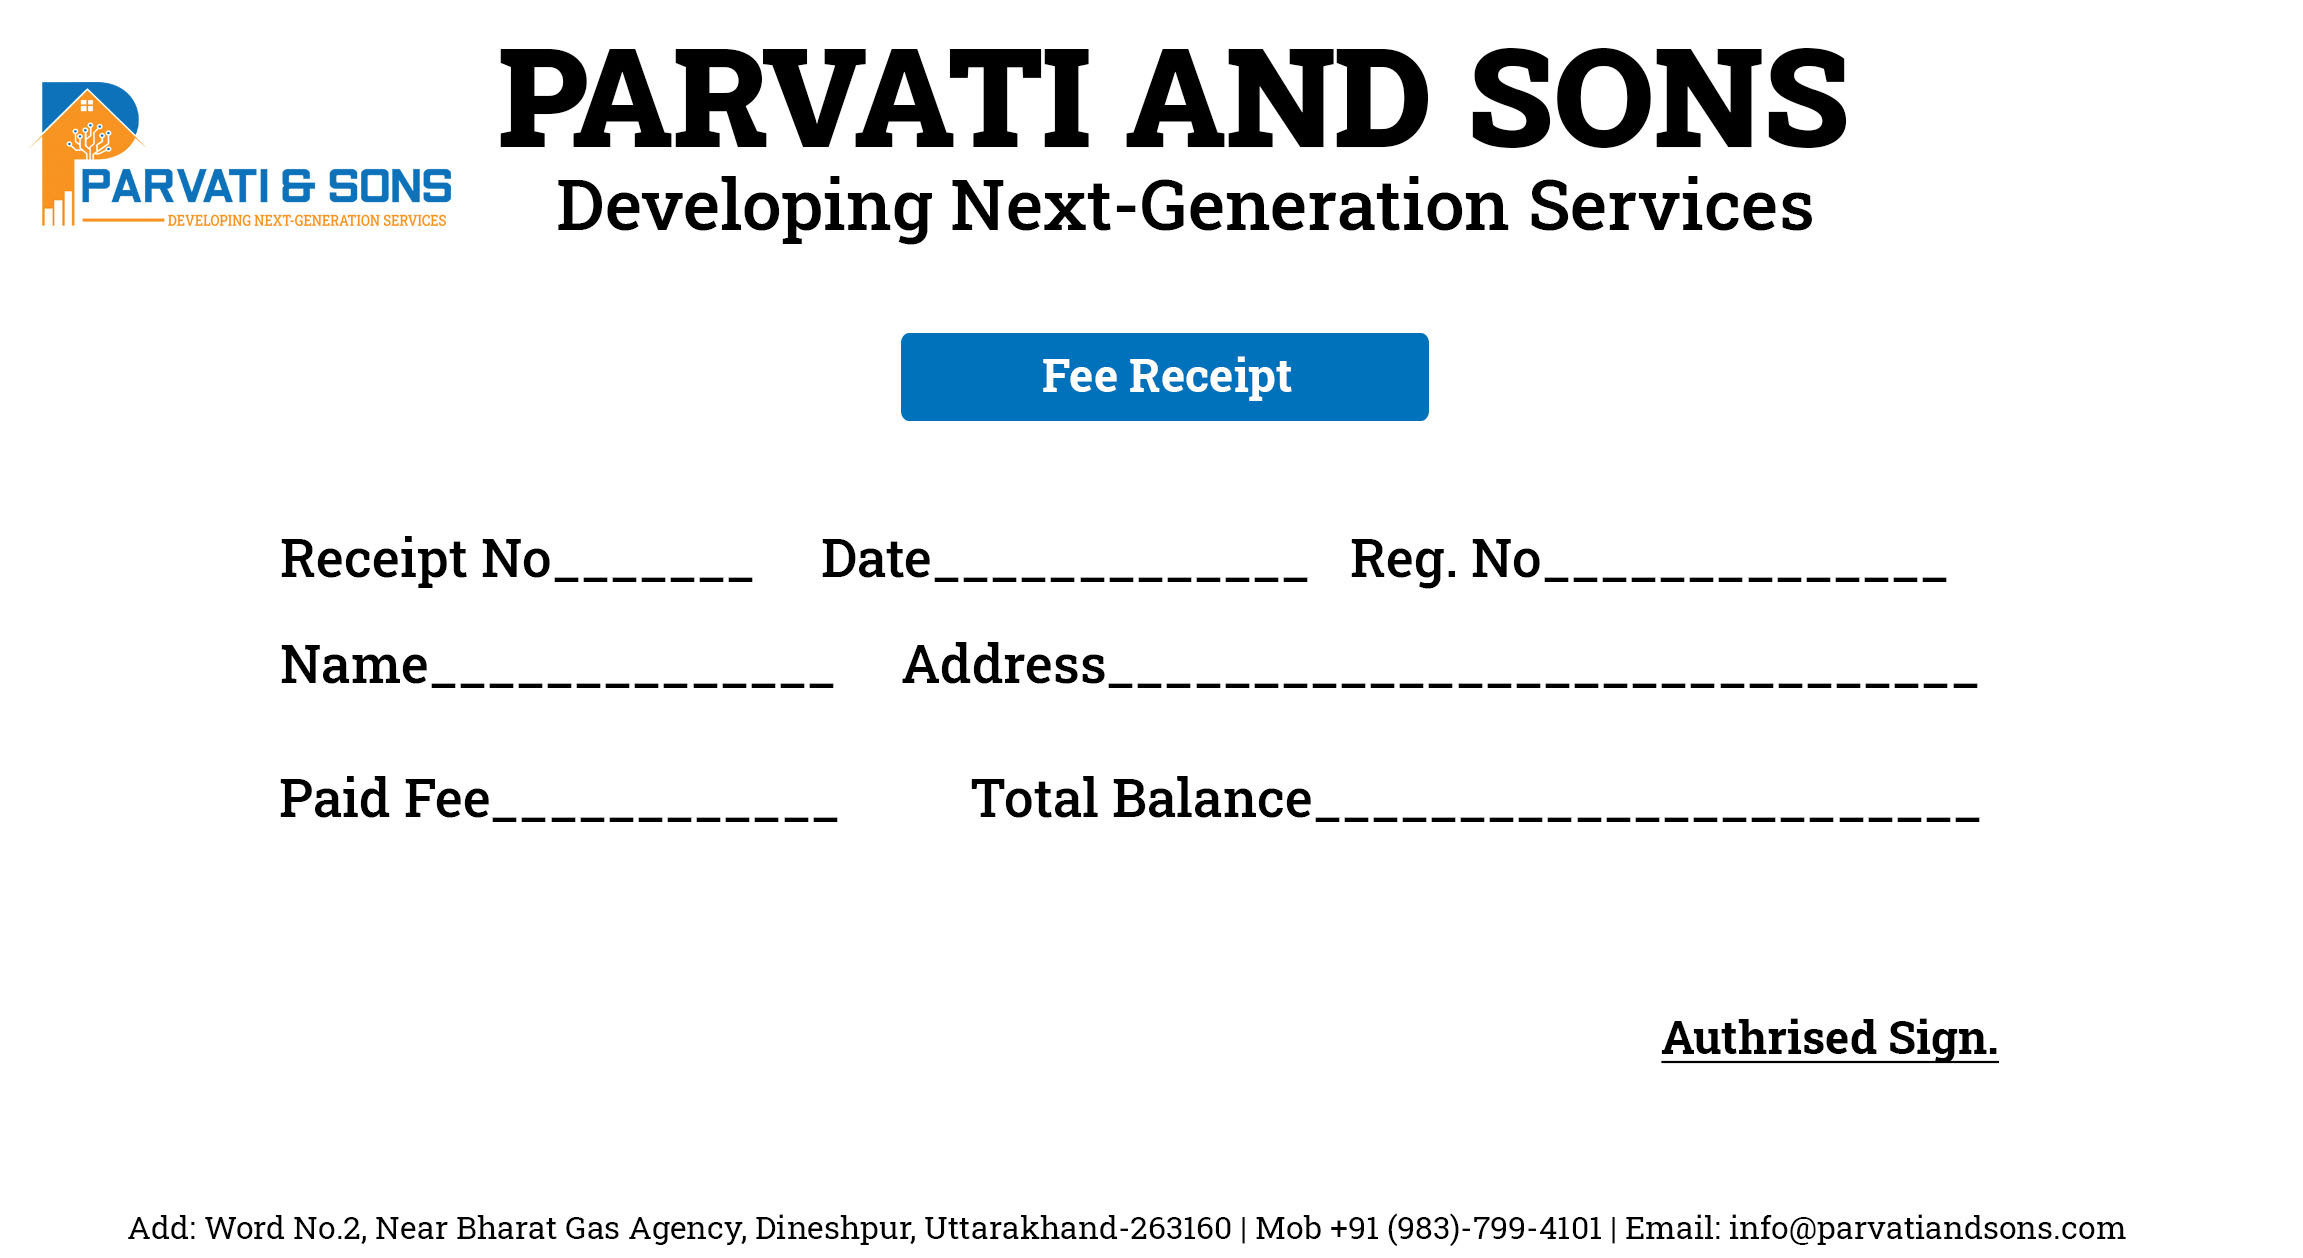 PARVATI AND SONS
Developing Next-Generation Services
PARVATI & SONS
DEVELOPING NEXT-GENERATION SERVICES
Fee Receipt
Receipt No_______ Date_____________ Reg. No______________
Name______________ Address______________________________
Paid Fee____________ Total Balance_______________________
Authrised Sign.
Add: Word No.2, Near Bharat Gas Agency, Dineshpur, Uttarakhand-263160 | Mob +91 (983)-799-4101 | Email: info@parvatiandsons.com